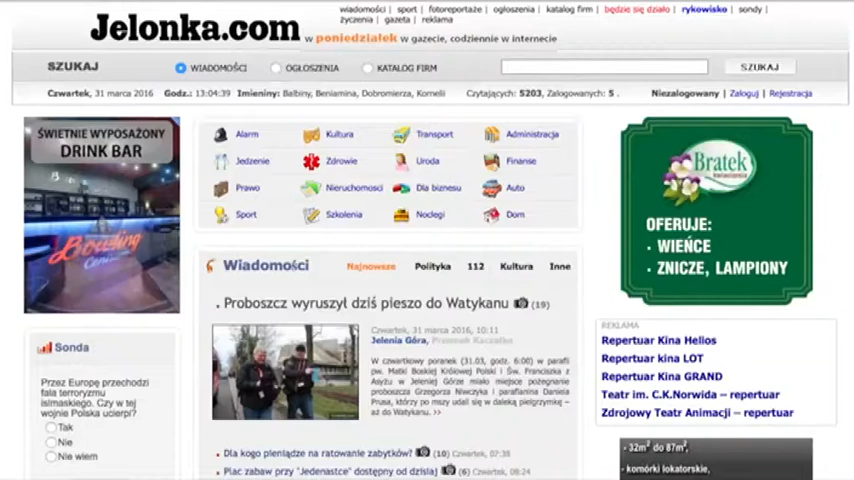 Jelonka.com
wiadomości | sport | fotoreportaże | ogłoszenia | katalog firm | będzie się działo | rykowisko | sondy |
życzenia | gazeta | reklama
w poniedziałek w gazecie, codziennie w internecie
SZUKAJ WIADOMOŚCI OGŁOSZENIA KATALOG FIRM SZUKAJ
Czwartek, 31 marca 2016 Godz.: 13:04:39 Imieniny: Balbiny, Beniamina, Dobromierza, Kornelii Czytających: 5203, Zalogowanych: 5 . Niezalogowany | Zaloguj | Rejestracja
ŚWIETNIE WYPOSAŻONY
DRINK BAR
Bowling
Alarm Kultura Transport Administracja
Jedzenie Zdrowie Uroda Finanse
Prawo Nieruchomosci Dla biznesu Auto
Sport Szkolenia Noclegi Dom
Bratek
kwiaciarnia
OFERUJE:
· WIEŃCE
· ZNICZE, LAMPIONY
Wiadomości Najnowsze Polityka 112 Kultura Inne
Proboszcz wyruszył dziś pieszo do Watykanu (19)
Czwartek, 31 marca 2016, 10:11
Jelenia Góra,
W czwartkowy poranek (31.03, godz. 6:00) w parafii
pw. Matki Boskiej Królowej Polski i Św. Franciszka z
Asyżu w Jeleniej Górze miało miejsce pożegnanie
proboszcza Grzegorza Niwczyka i parafianina Daniela
Prusa, którzy po mszy udali się w daleką pielgrzymkę –
aż do Watykanu. >>
Dla kogo pieniądze na ratowanie zabytków? (10) Czwartek, 07:38
Plac zabaw przy "Jedenastce" dostępny od dzisiaj (6) Czwartek, 08:24
Sonda
Przez Europę przechodzi
fala terroryzmu
islmaskiego. Czy w tej
wojnie Polska ucierpi?
Tak
Nie
Nie wiem
REKLAMA
Repertuar Kina Helios
Repertuar kina LOT
Repertuar Kina GRAND
Teatr im. C.K.Norwida – repertuar
Zdrojowy Teatr Animacji – repertuar
· 32m² do 87m²,
· komórki lokatorskie,